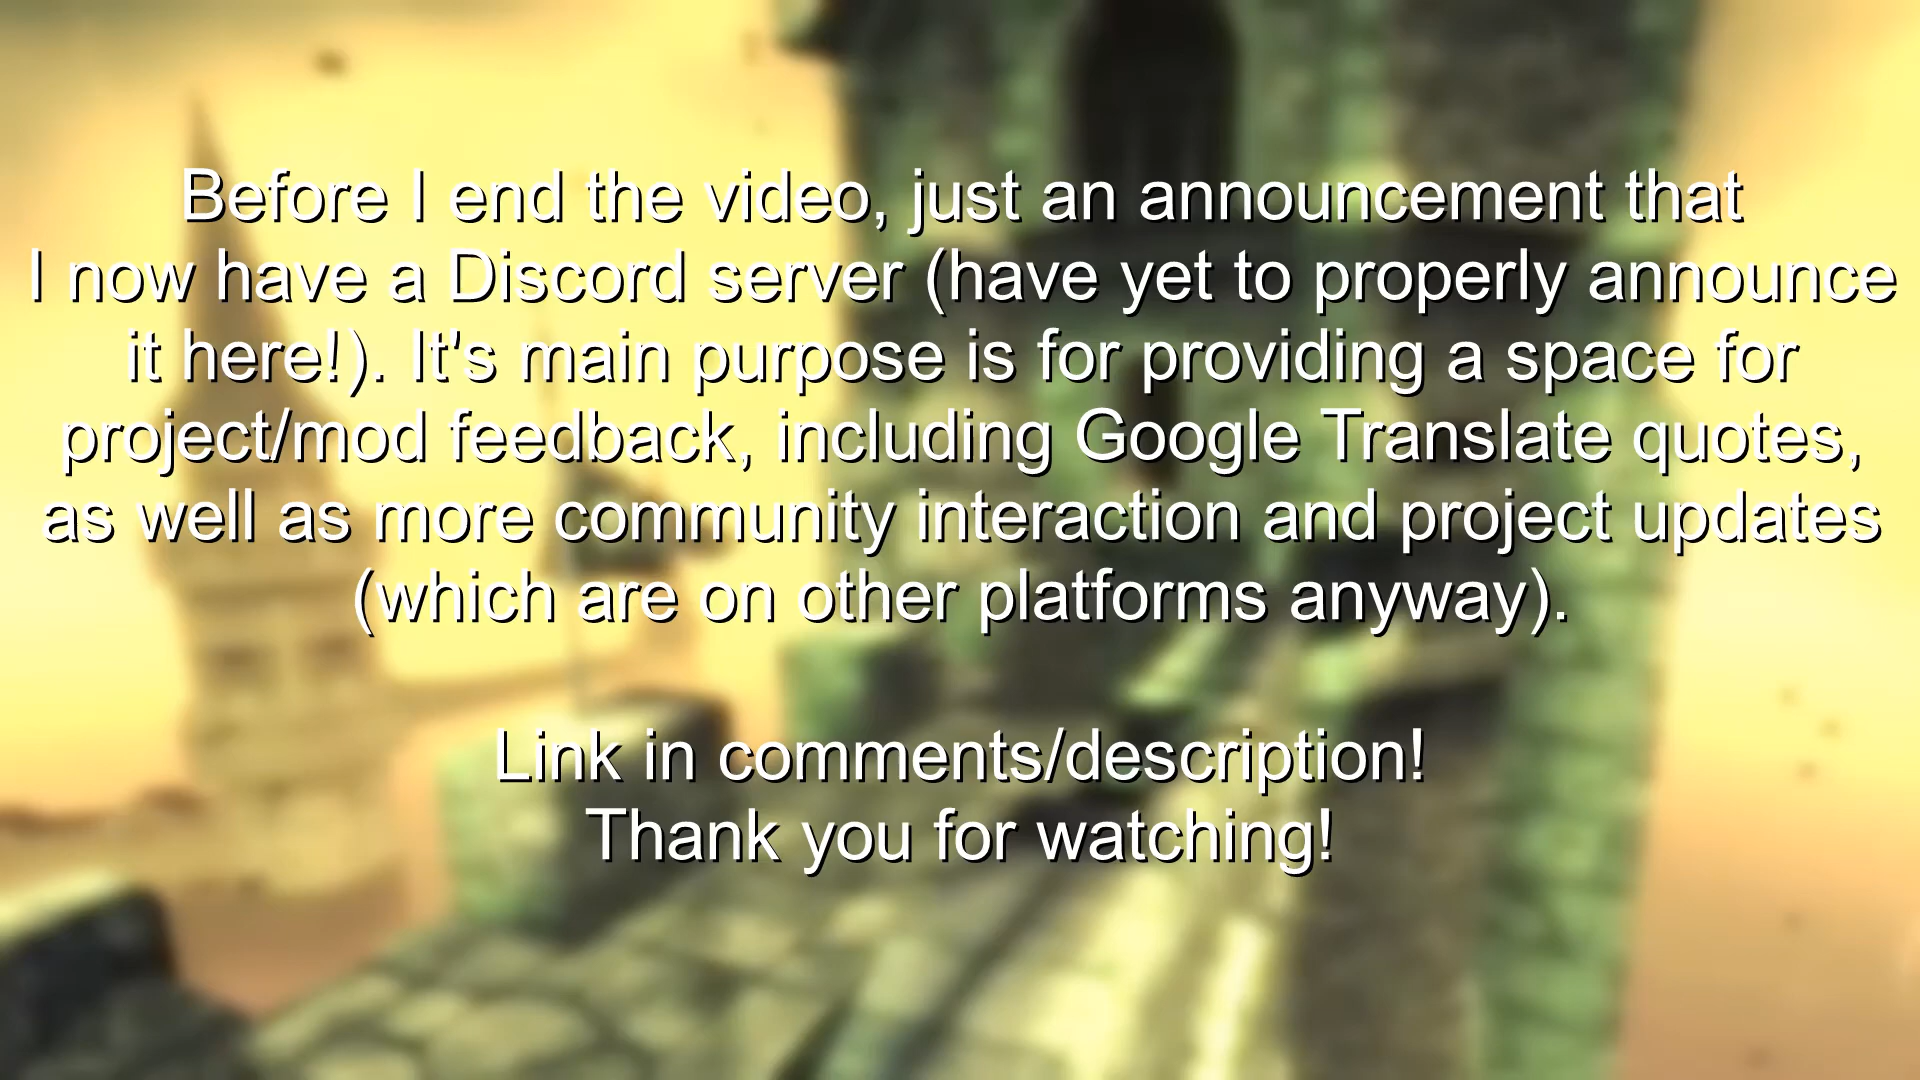 Before I end the video, just an announcement that
I now have a Discord server (have yet to properly announce
it here!). It's main purpose is for providing a space for
project/mod feedback, including Google Translate quotes,
as well as more community interaction and project updates
(which are on other platforms anyway).
Link in comments/description!
Thank you for watching!